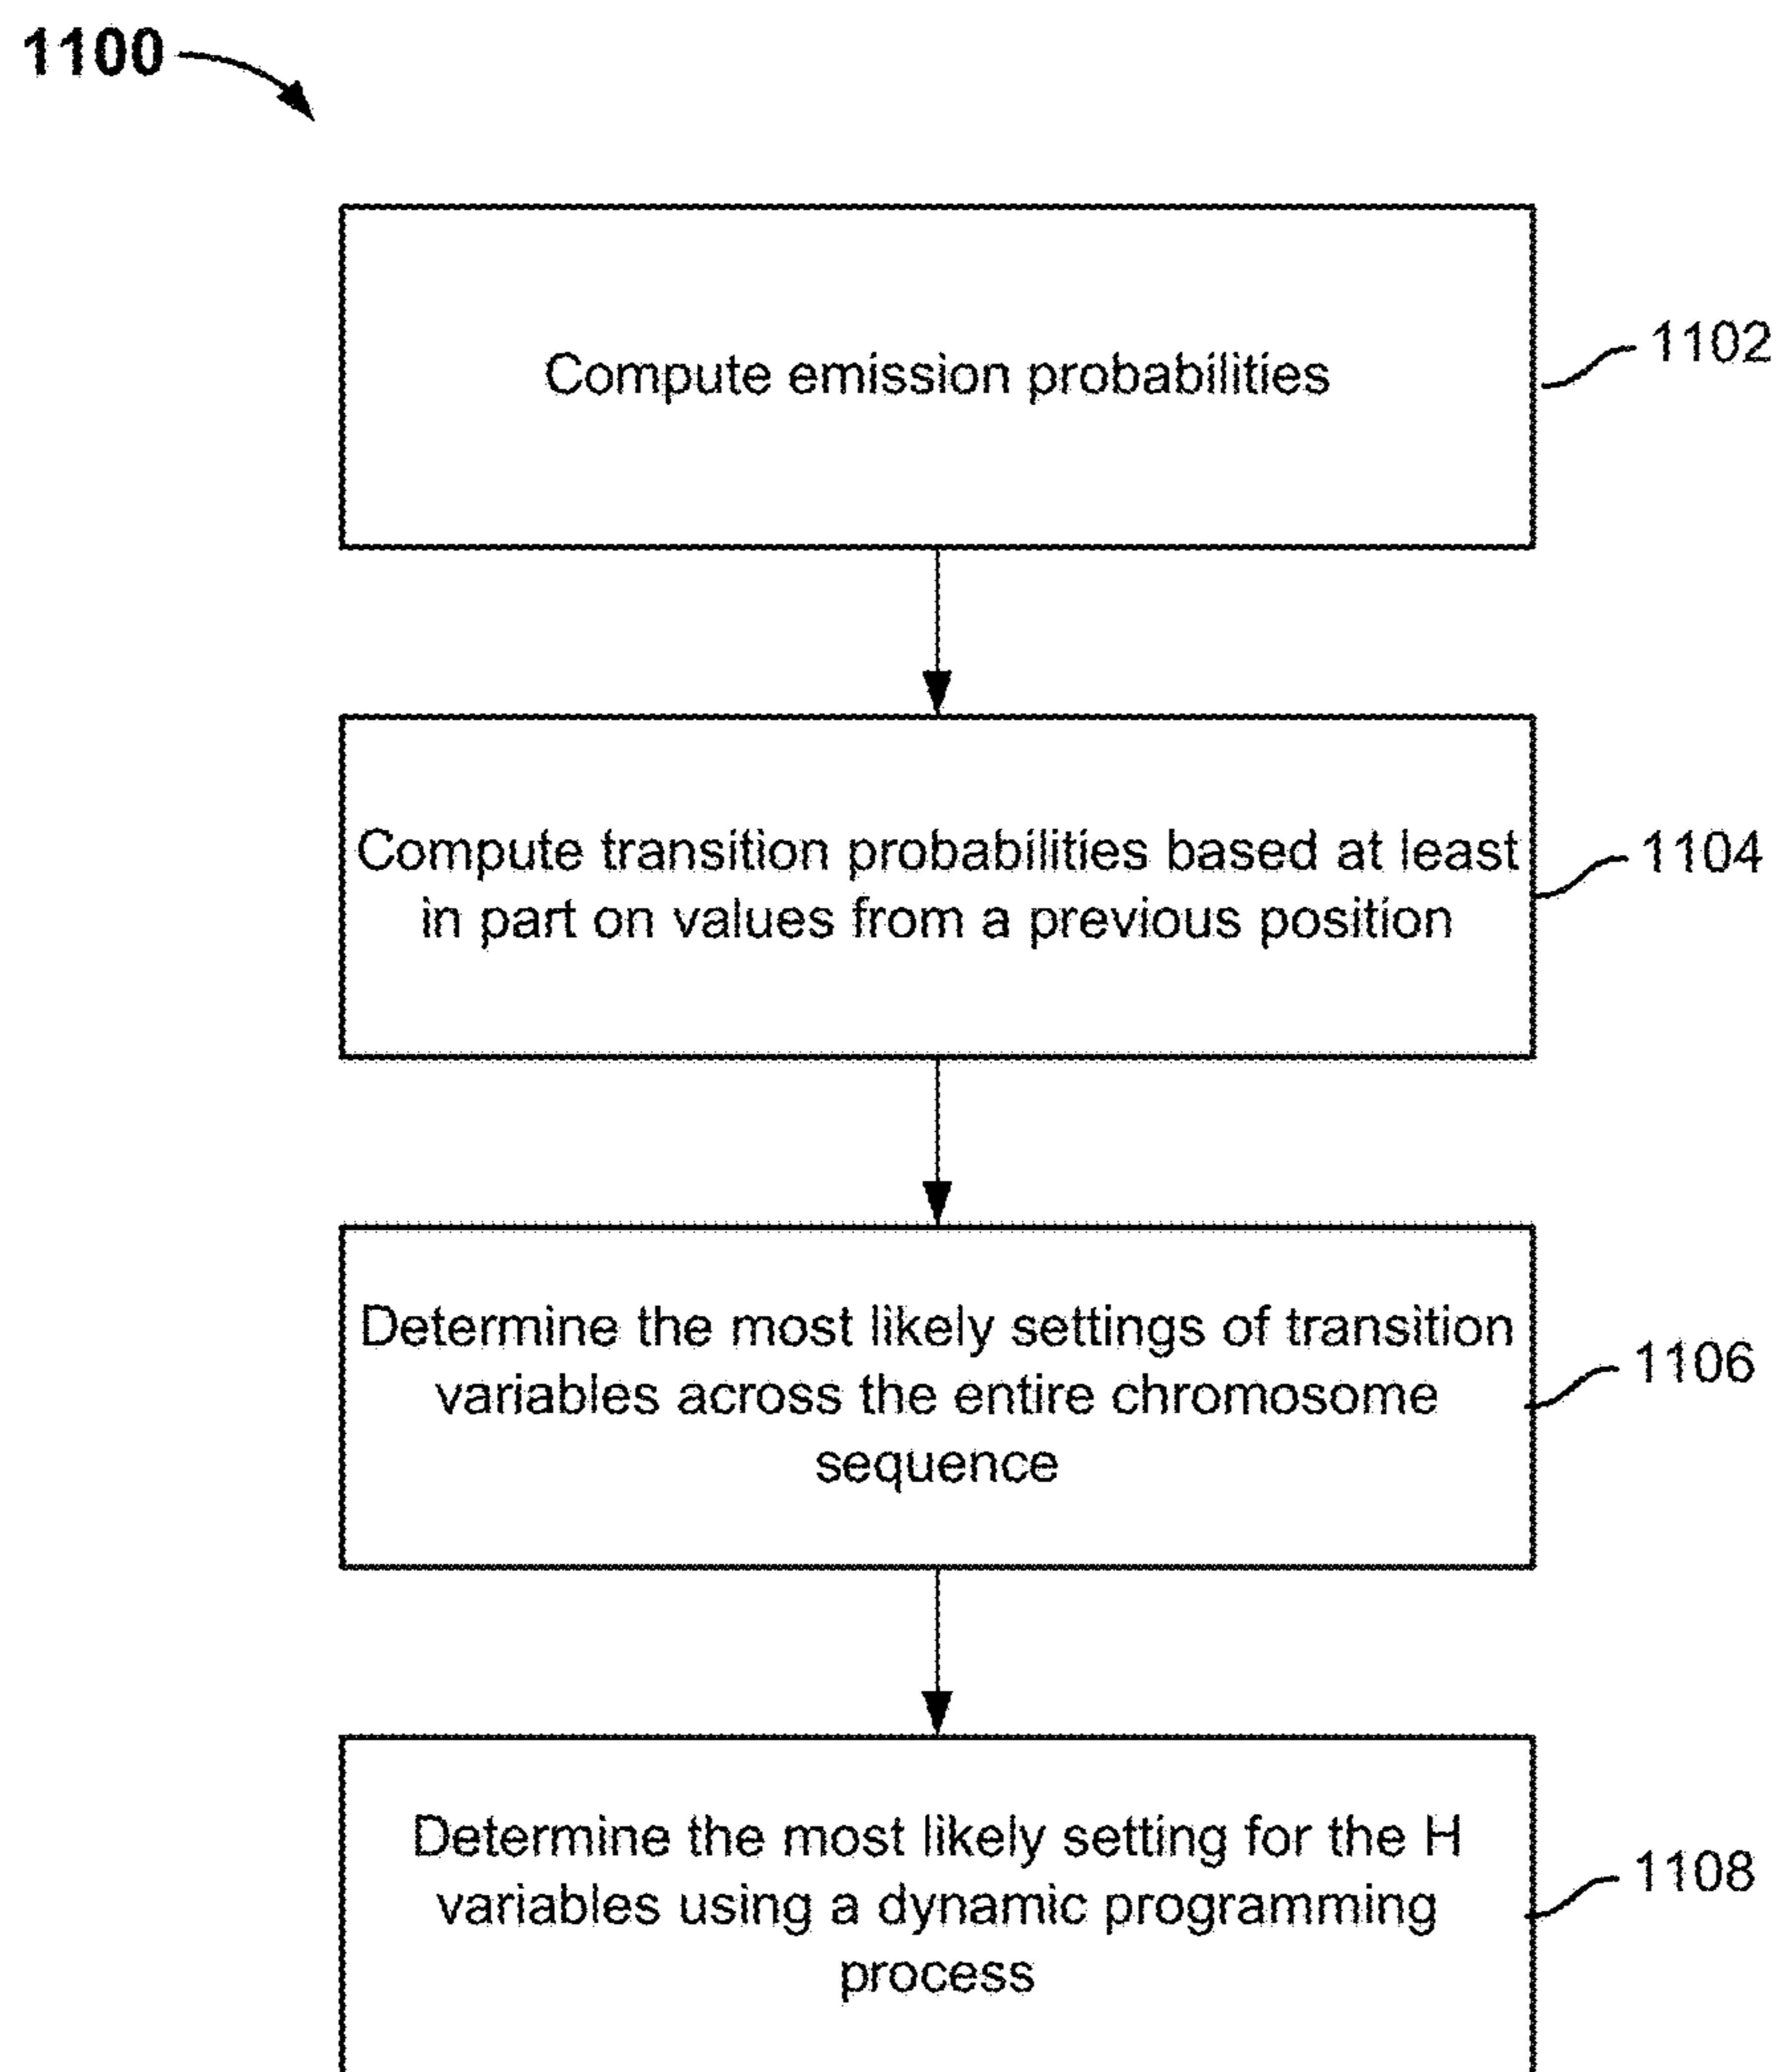 1100
Compute emission probabilities
1102
Compute transition probabilities based at least
in part on values from a previous position
1104
Determine the most likely settings of transition
variables across the entire chromosome
sequence
1106
Determine the most likely setting for the H
variables using a dynamic programming
process
1108